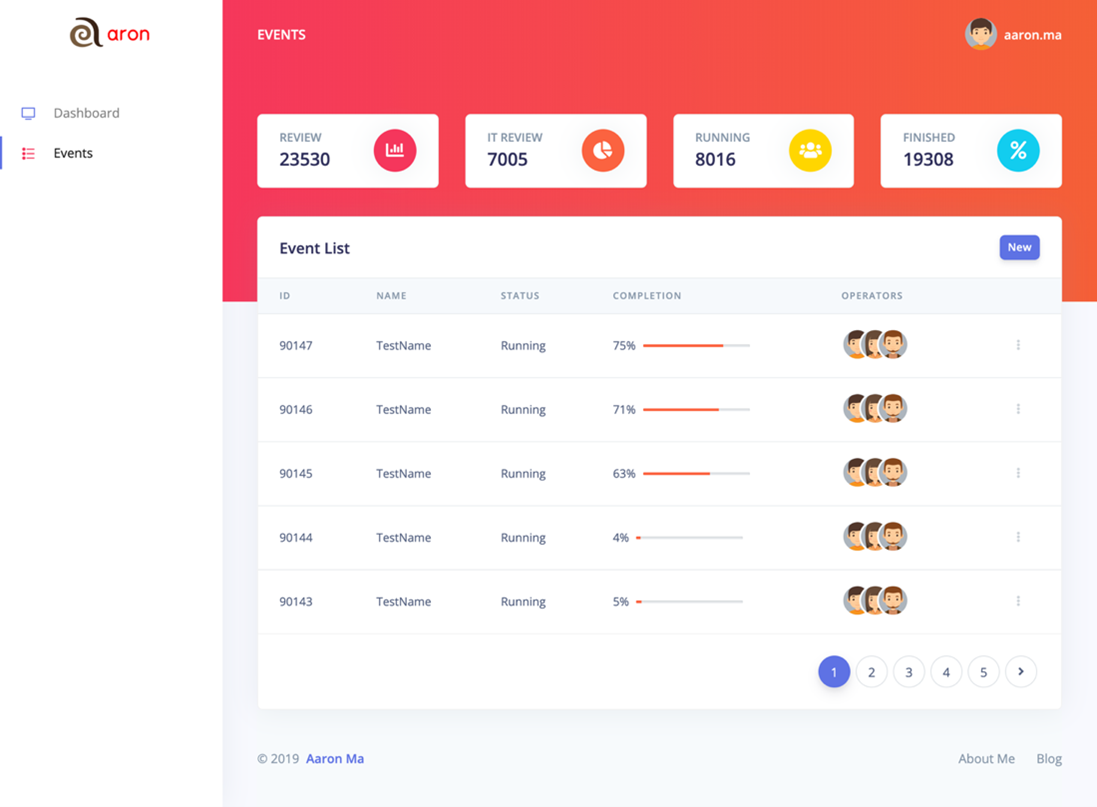 aron
EVENTS
aaron.ma
Dashboard
Events
REVIEW
23530
IT REVIEW
7005
RUNNING
8016
FINISHED
19308
Event List
New
ID NAME STATUS COMPLETION OPERATORS
90147 TestName Running 75%
90146 TestName Running 71%
90145 TestName Running 63%
90144 TestName Running 4%
90143 TestName Running 5%
1 2 3 4 5 >
© 2019 Aaron Ma
About Me Blog